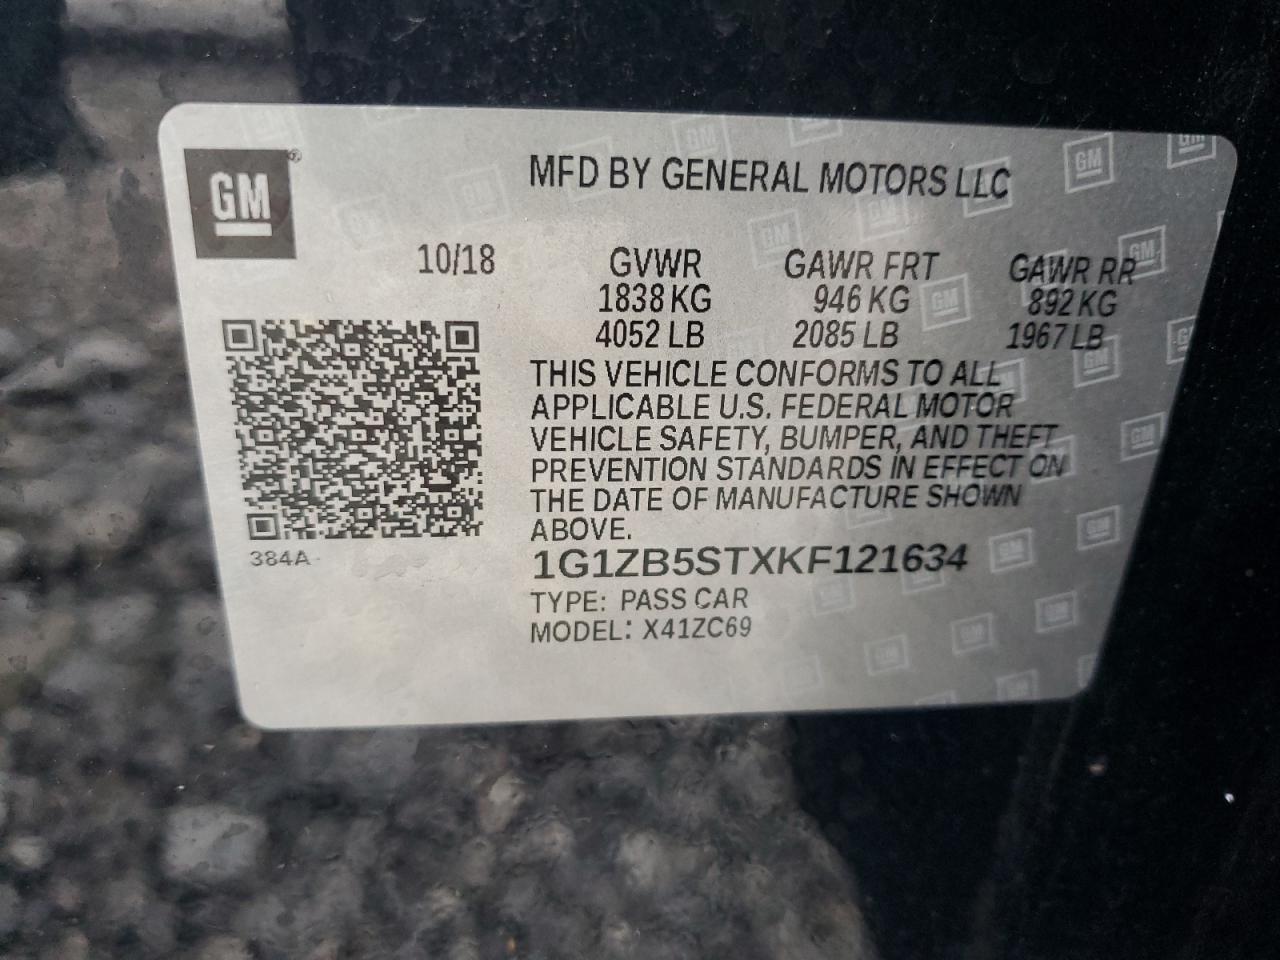 GM
MFD BY GENERAL MOTORS LLC
10/18 GVWR GAWR FRT GAWR RR
1838 KG 946 KG 892 KG
4052 LB 2085 LB 1967 LB
THIS VEHICLE CONFORMS TO ALL
APPLICABLE U.S. FEDERAL MOTOR
VEHICLE SAFETY, BUMPER, AND THEFT
PREVENTION STANDARDS IN EFFECT ON
THE DATE OF MANUFACTURE SHOWN
ABOVE.
384A
1G1ZB5STXKF121634
TYPE: PASS CAR
MODEL: X41ZC69